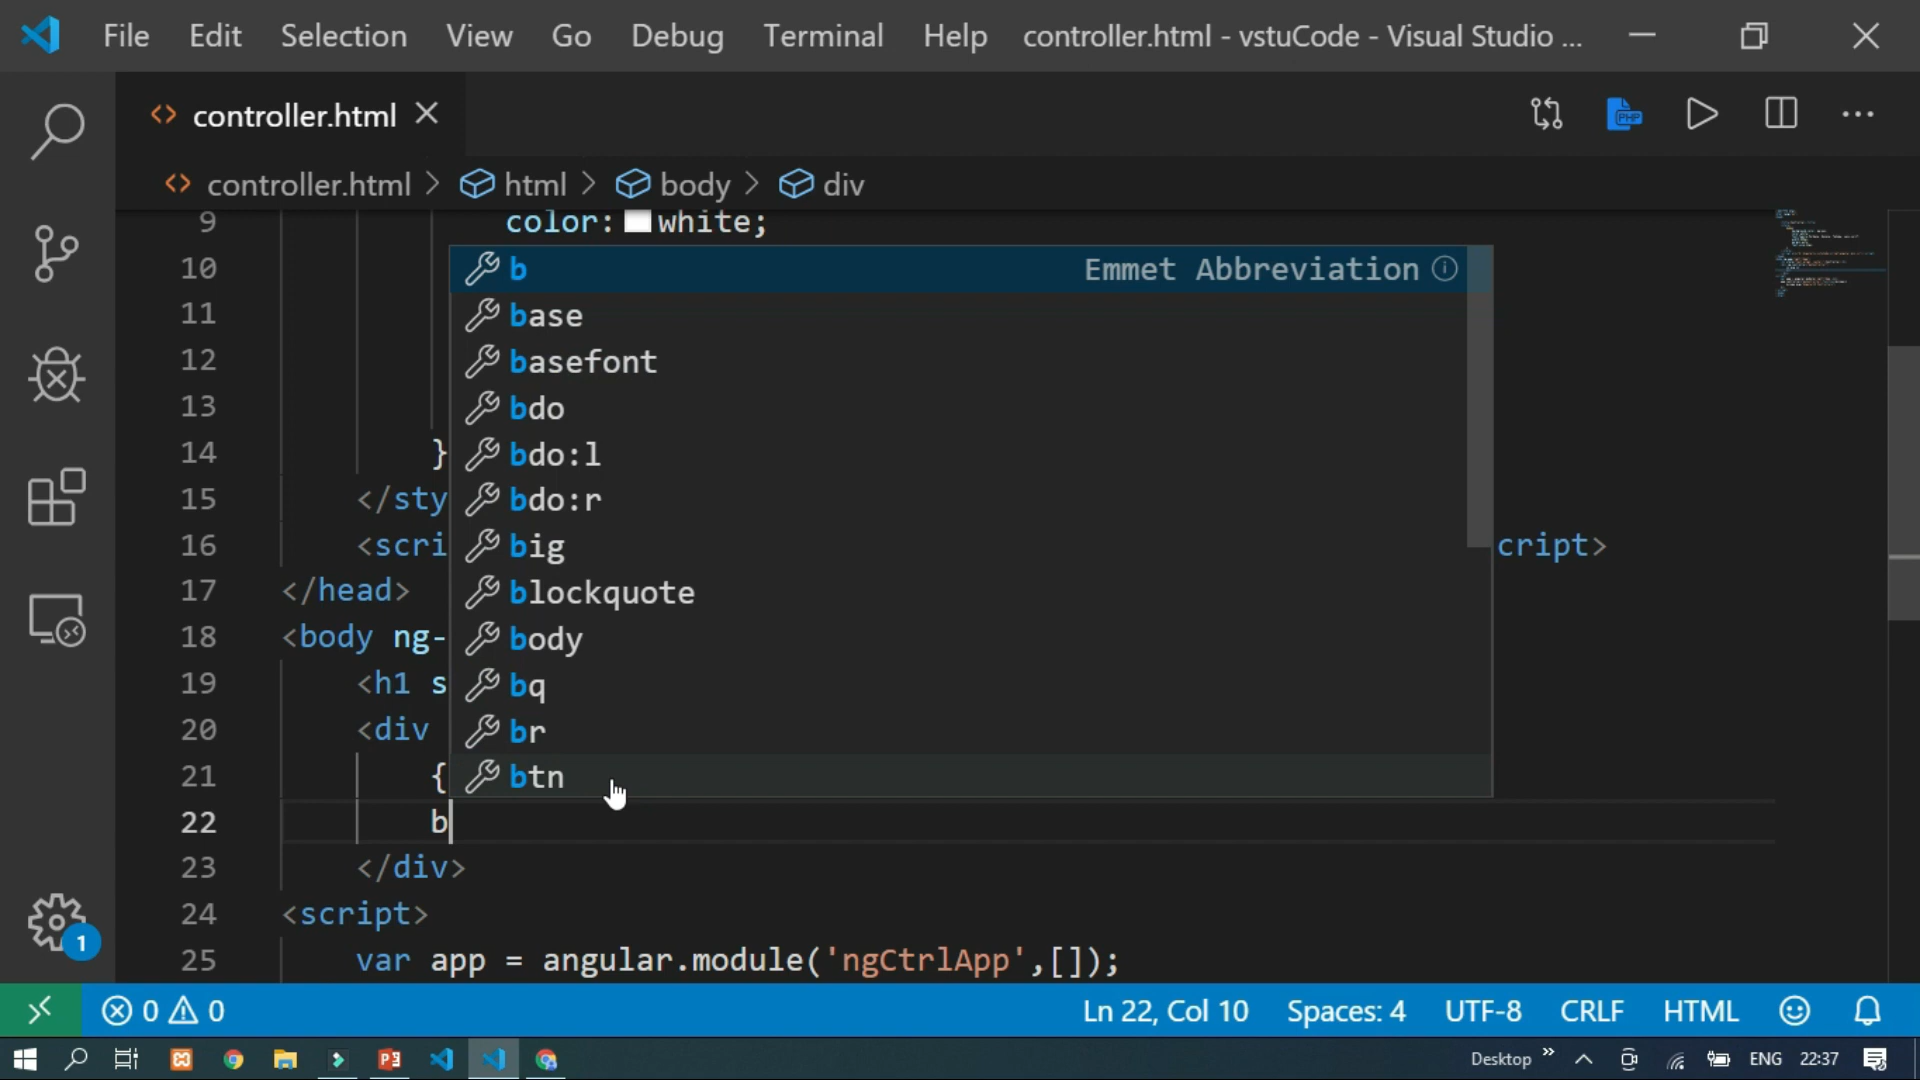 File Edit Selection View Go Debug Terminal Help controller.html - vstuCode - Visual Studio ...
controller.html
PHP
controller.html > html > body > div
9 color: white;
10 b Emmet Abbreviation
11 base
12 basefont
13 bdo
14 } bdo:l
15 </sty bdo:r
16 <scri big cript>
17 </head> blockquote
18 <body ng- body
19 <h1 s bq
20 <div br
21 { btn
22 b
23 </div>
24 <script>
25 var app = angular.module('ngCtrlApp',[]);
1
0 0 Ln 22, Col 10 Spaces: 4 UTF-8 CRLF HTML
Desktop » ENG 22:37